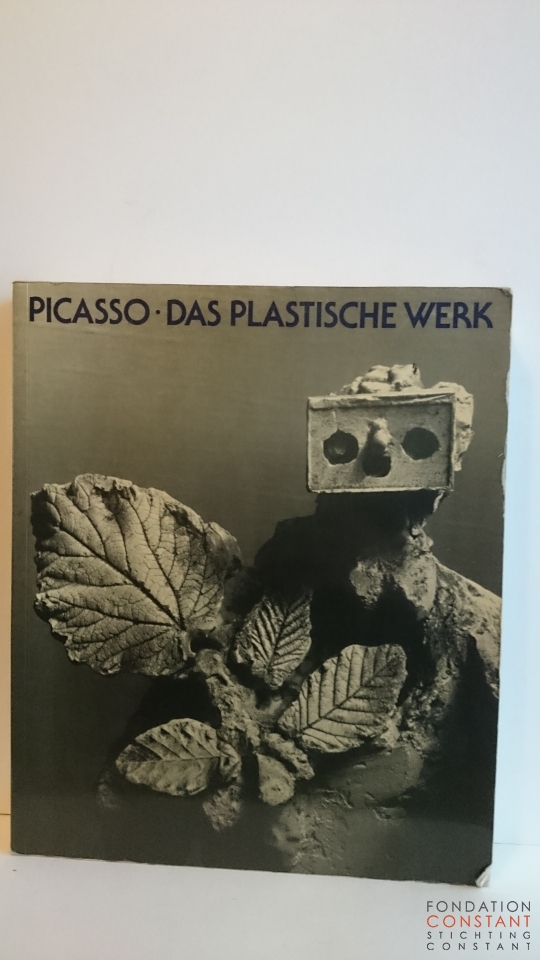 PICASSO · DAS PLASTISCHE WERK
FONDATION
CONSTANT
STICHTING
CONSTANT